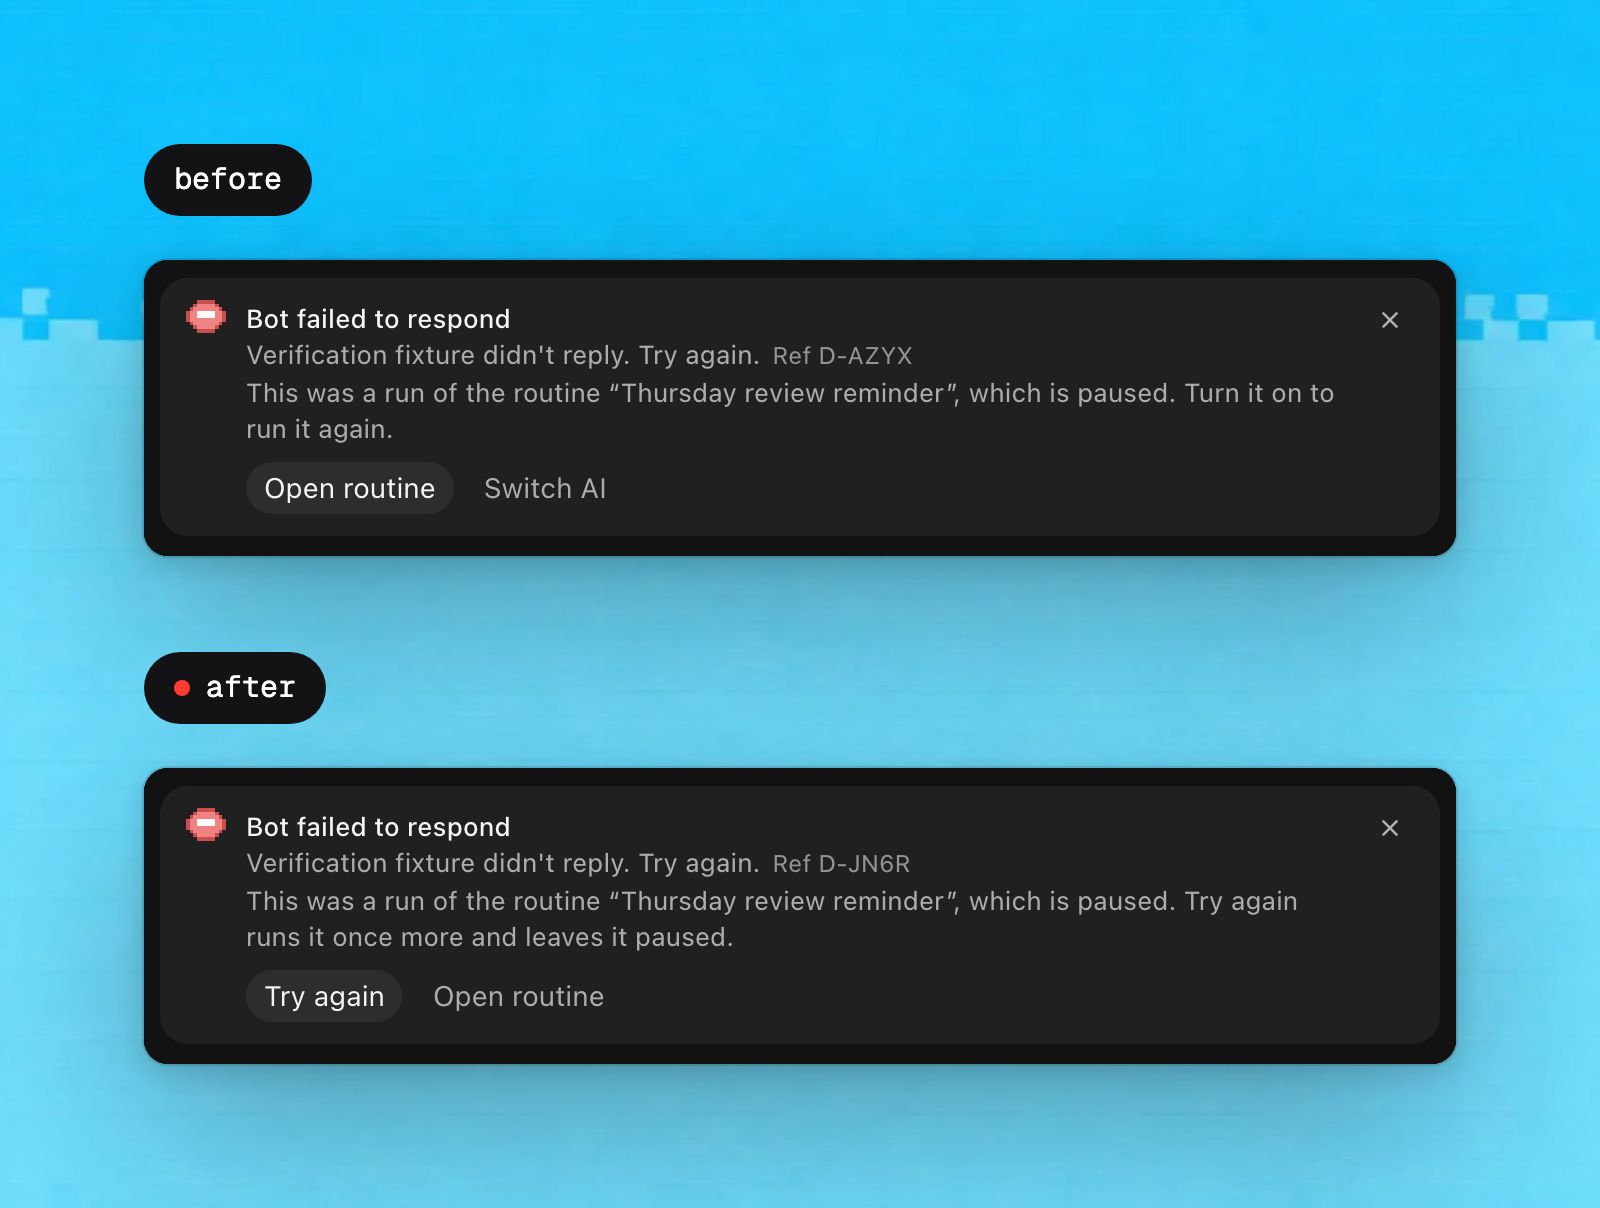 before
Bot failed to respond
Verification fixture didn't reply. Try again. Ref D-AZYX
This was a run of the routine “Thursday review reminder”, which is paused. Turn it on to
run it again.
Open routine Switch AI
after
Bot failed to respond
Verification fixture didn't reply. Try again. Ref D-JN6R
This was a run of the routine “Thursday review reminder”, which is paused. Try again
runs it once more and leaves it paused.
Try again Open routine